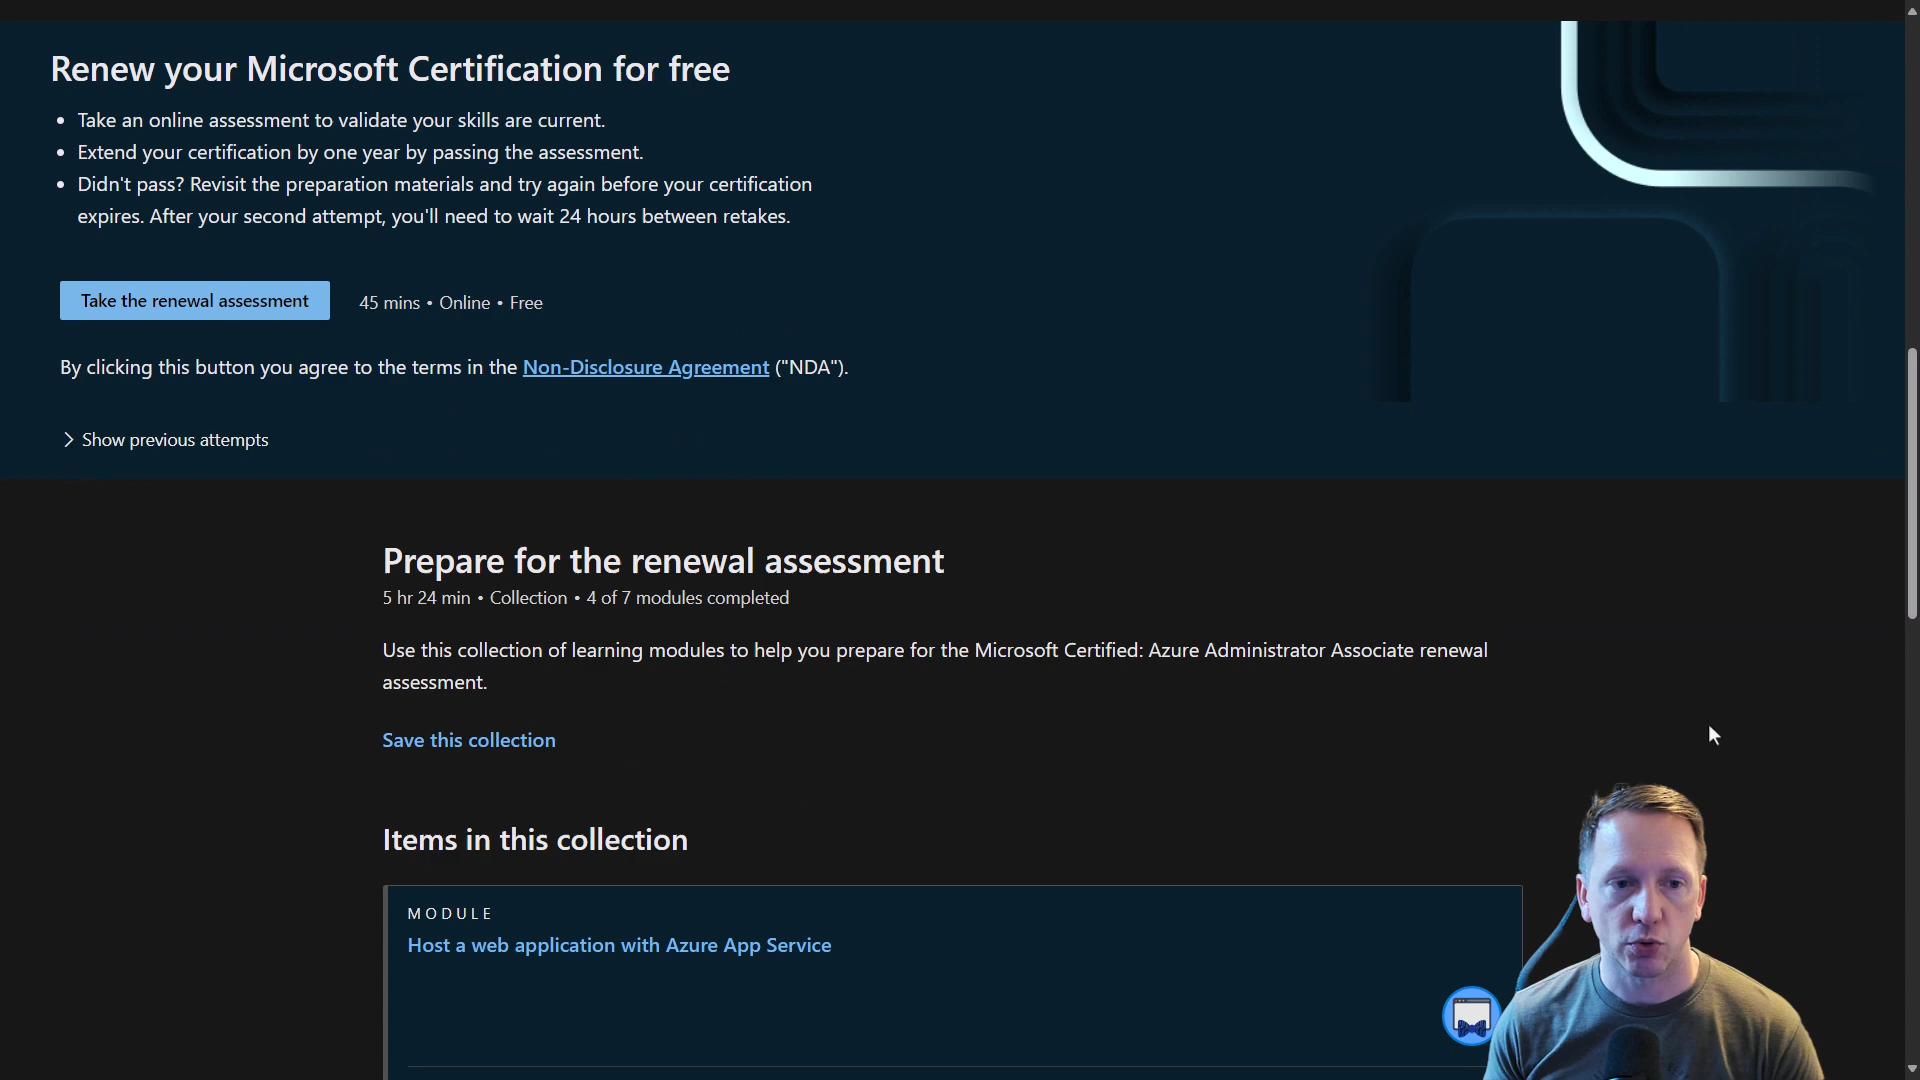 Renew your Microsoft Certification for free
• Take an online assessment to validate your skills are current.
• Extend your certification by one year by passing the assessment.
• Didn't pass? Revisit the preparation materials and try again before your certification
expires. After your second attempt, you'll need to wait 24 hours between retakes.
Take the renewal assessment
45 mins • Online • Free
By clicking this button you agree to the terms in the Non-Disclosure Agreement ("NDA").
Show previous attempts
Prepare for the renewal assessment
5 hr 24 min • Collection • 4 of 7 modules completed
Use this collection of learning modules to help you prepare for the Microsoft Certified: Azure Administrator Associate renewal
assessment.
Save this collection
Items in this collection
MODULE
Host a web application with Azure App Service